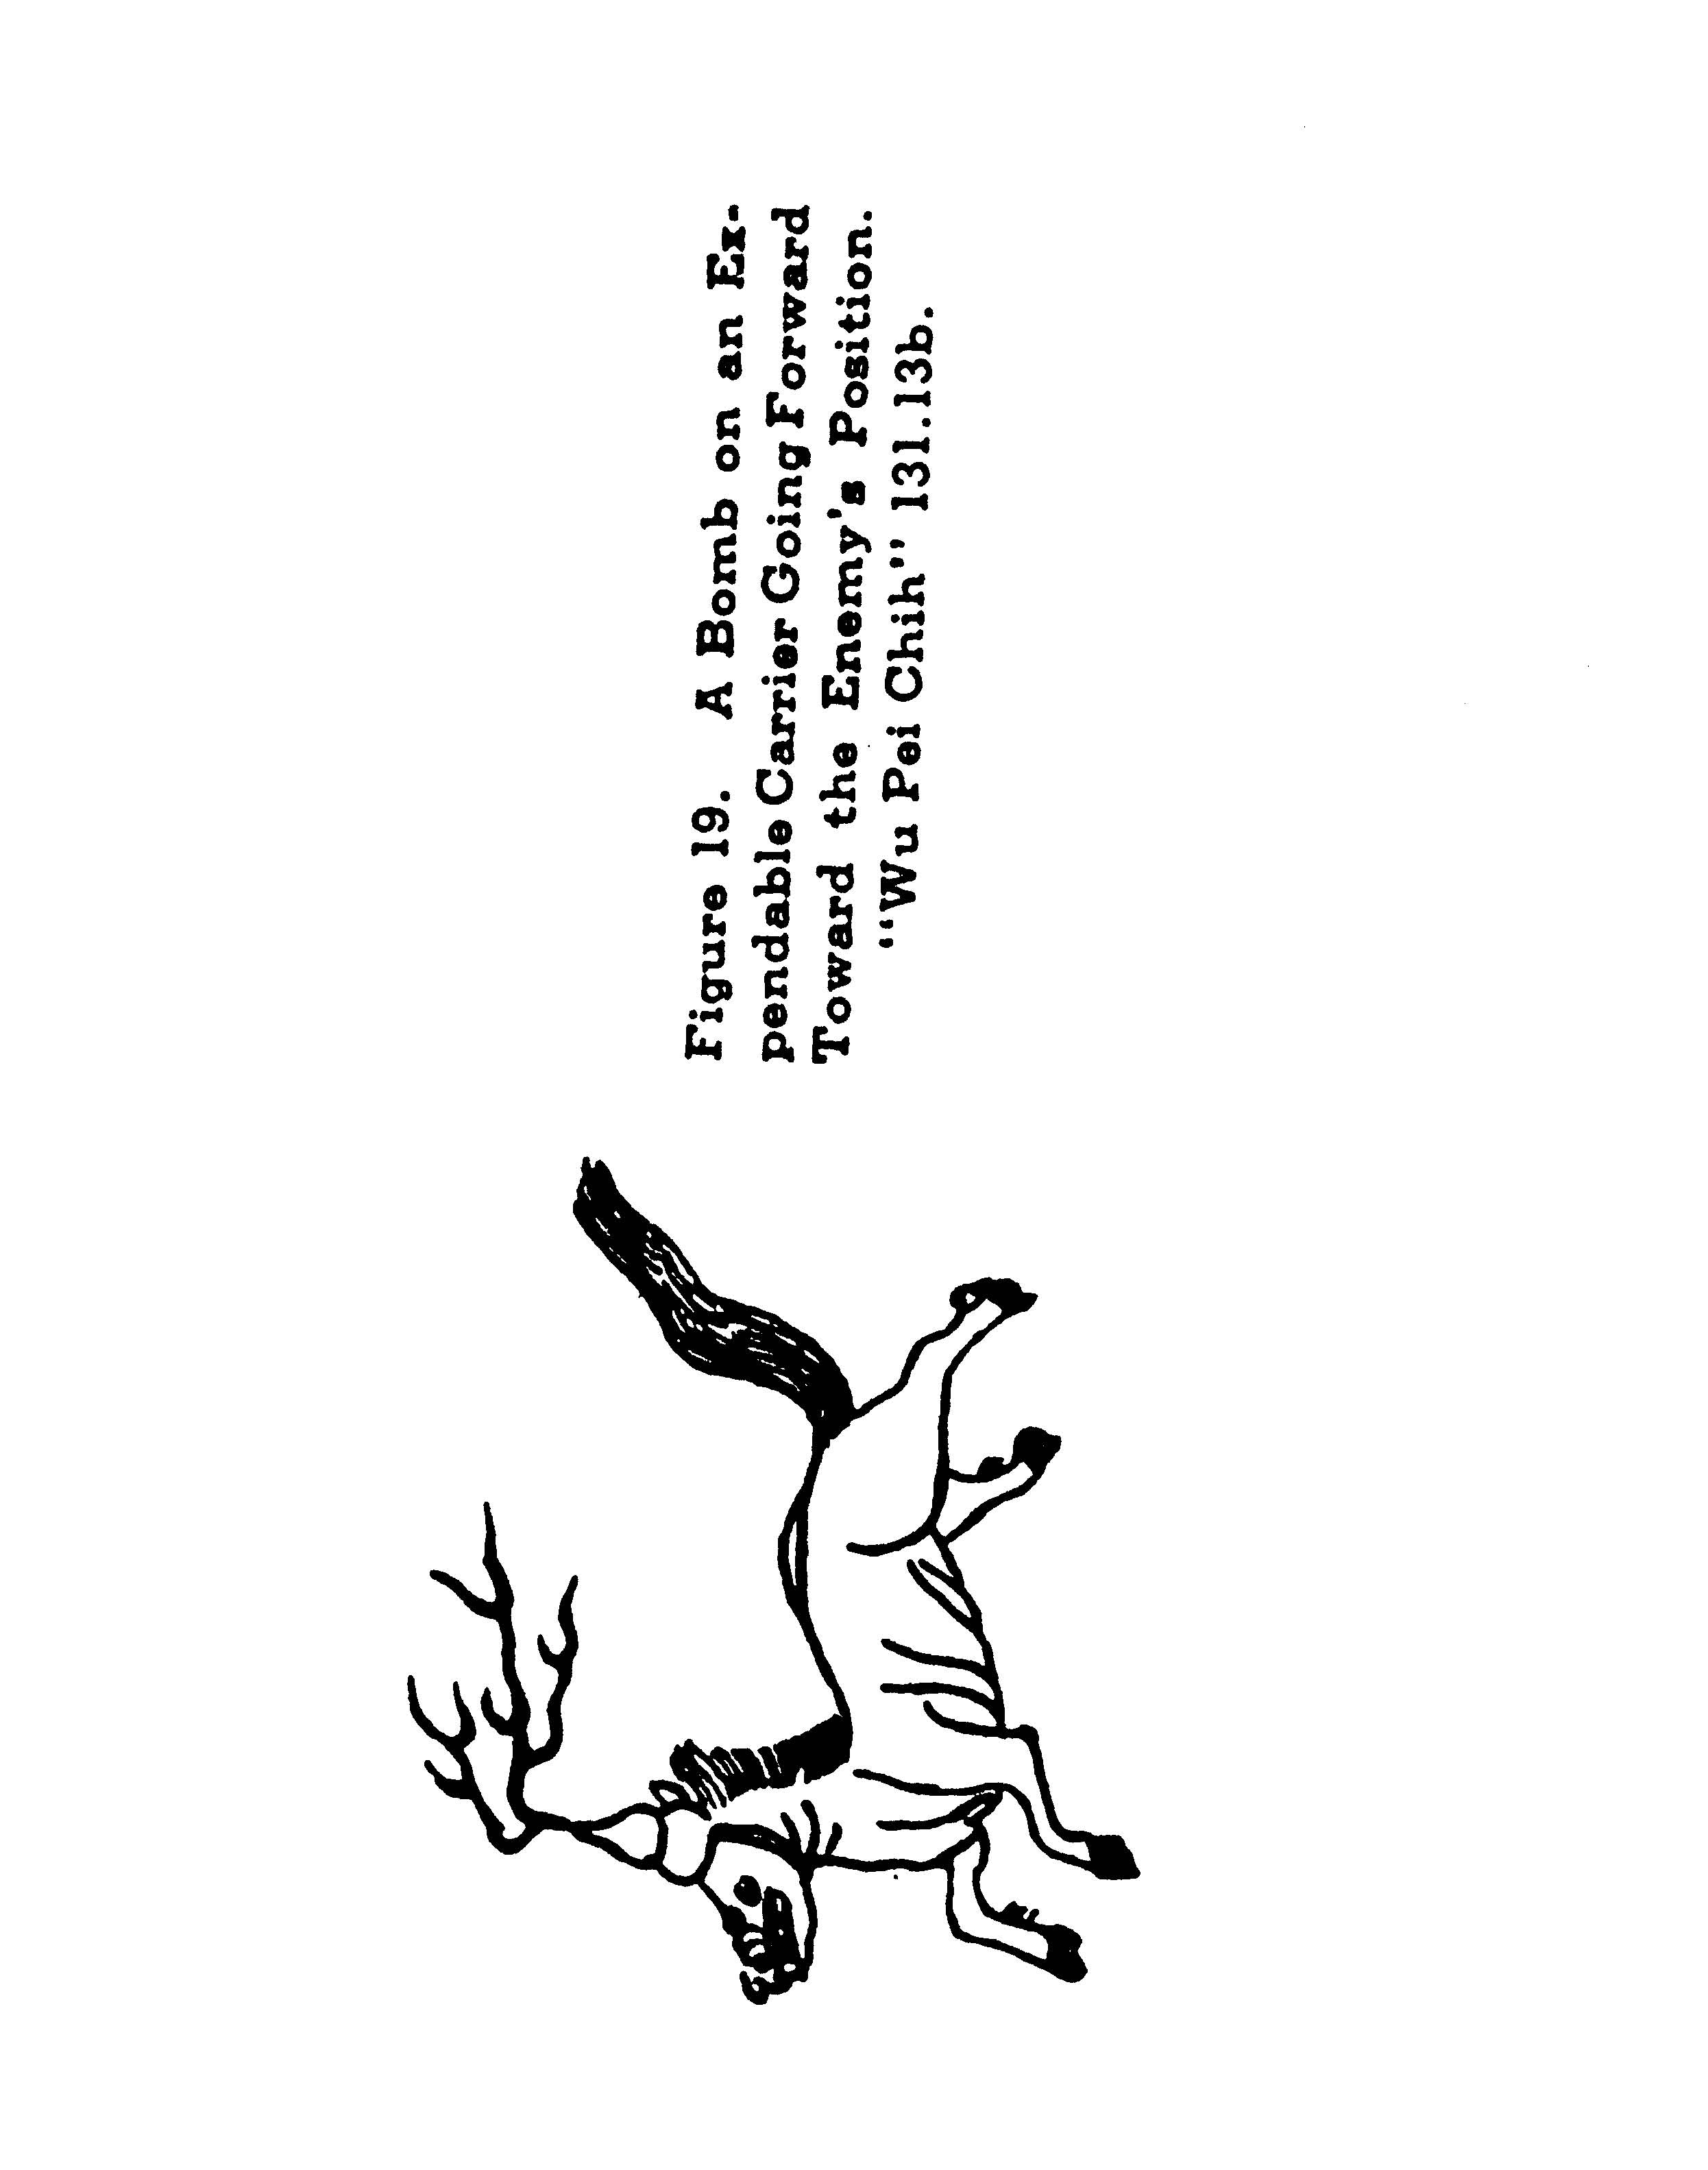 Figure 19. A Bomb on an Ex-
pendable Carrier Going Forward
Toward the Enemy's Position.
"Wu Pei Chih" 131.13b.